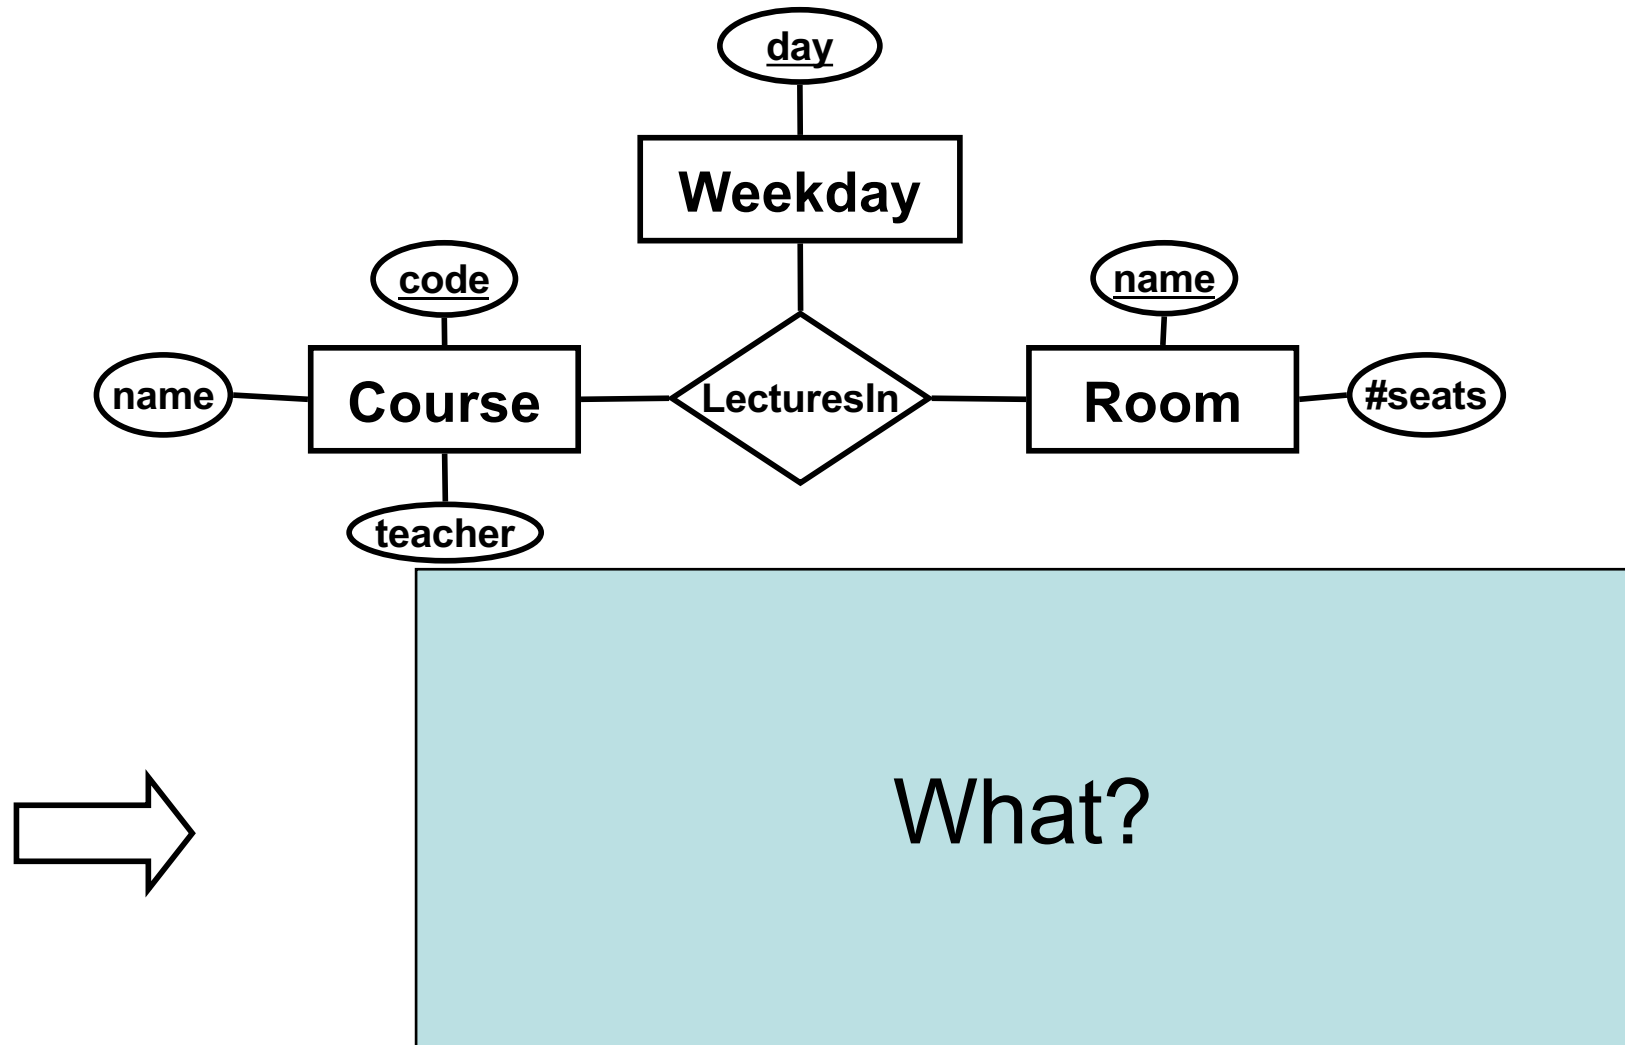 day
Weekday
code
name
name
Course
LecturesIn
Room
#seats
teacher
What?